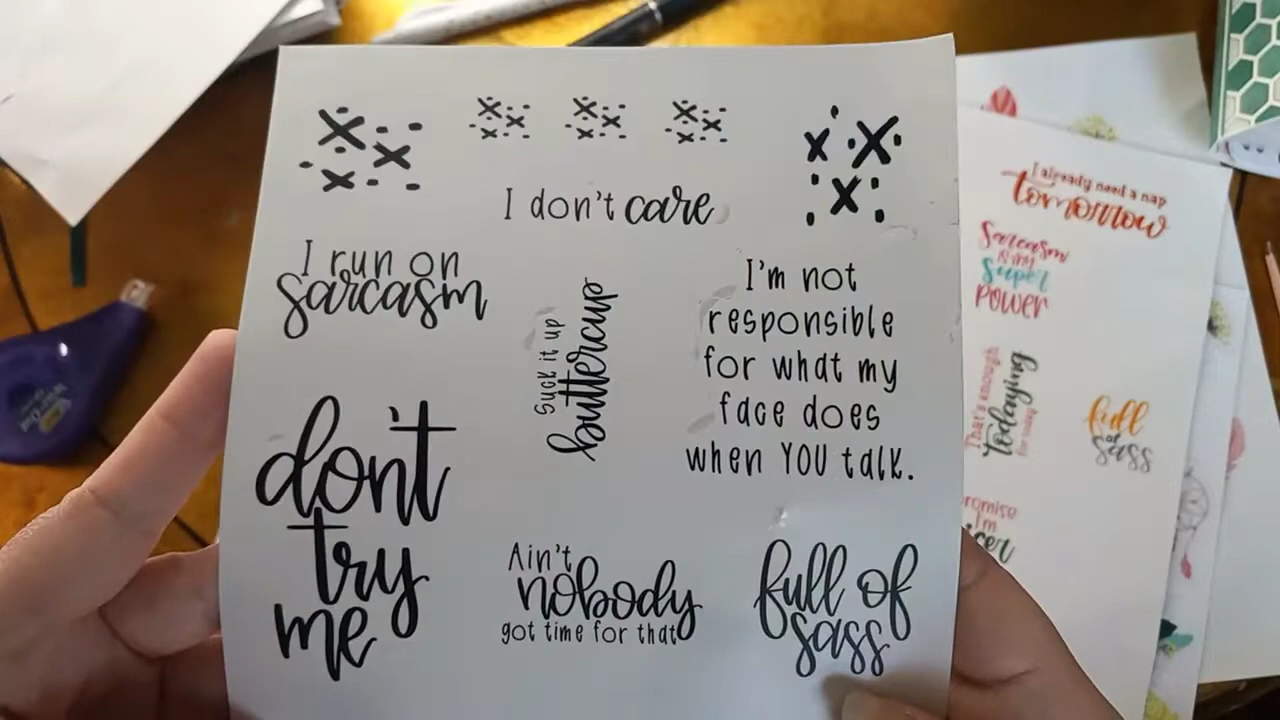 I don't care
I run on
sarcasm
suck it up
buttercup
I'm not
responsible
for what my
face does
when YOU talk.
don't
try
me
Ain't
nobody
got time for that
full of
sass
I already need a nap
tomorrow
Sarcasm
is my
super
power
That's enough
todaying
for today
full
of
sass
I'm